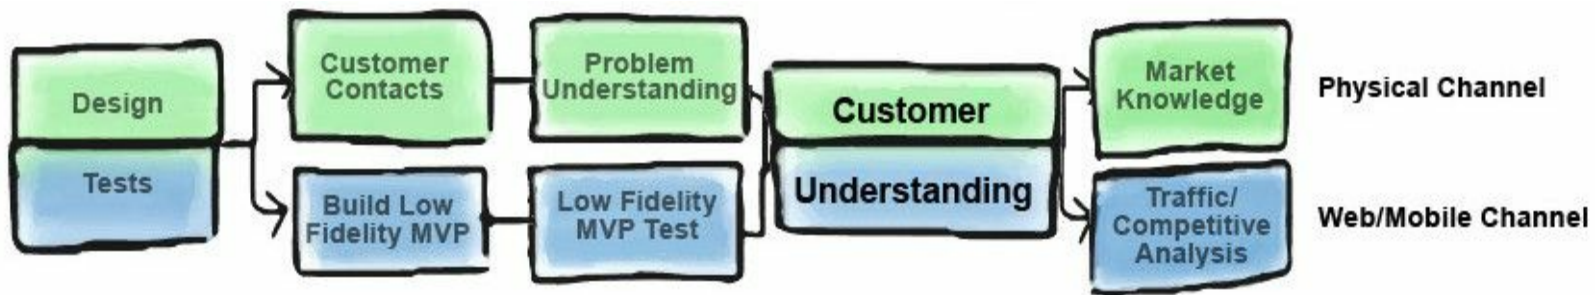 Design
Tests
Customer
Contacts
Problem
Understanding
Build Low
Fidelity MVP
Low Fidelity
MVP Test
Customer
Understanding
Market
Knowledge
Traffic/
Competitive
Analysis
Physical Channel
Web/Mobile Channel